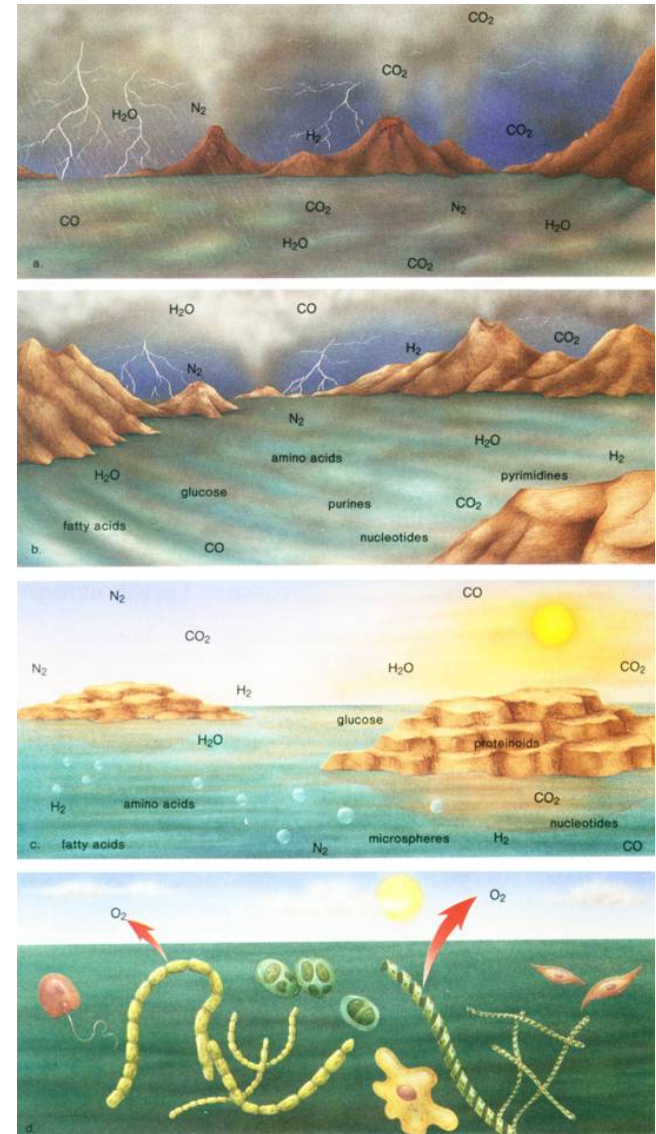 CO₂
CO₂
H₂O
N₂
H₂
CO₂
CO
CO₂
N₂
H₂O
H₂O
CO₂
a.
H₂O
CO
H₂
CO₂
N₂
N₂
H₂O
amino acids
H₂
H₂O
pyrimidines
glucose
purines
CO₂
fatty acids
nucleotides
CO
b.
N₂
CO
CO₂
N₂
H₂O
CO₂
H₂
glucose
H₂O
proteinoids
H₂
amino acids
CO₂
nucleotides
microspheres
H₂
c.
fatty acids
N₂
CO
O₂
O₂
d.